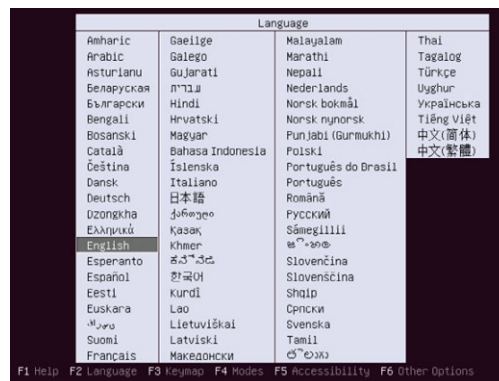 Language
Amharic
Arabic
Asturianu
Беларуская
Български
Bengali
Bosanski
Català
Čeština
Dansk
Deutsch
Dzongkha
Ελληνικά
English
Esperanto
Español
Eesti
Euskara
Suomi
Français
Gaeilge
Galego
Gujarati
עברית
Hindi
Hrvatski
Magyar
Bahasa Indonesia
Íslenska
Italiano
日本語
ქართული
Қазақ
Khmer
ಕನ್ನಡ
한국어
Kurdî
Lao
Lietuviškai
Latviski
Македонски
Malayalam
Marathi
Nepali
Nederlands
Norsk bokmål
Norsk nynorsk
Punjabi (Gurmukhi)
Polski
Português do Brasil
Português
Română
Русский
Sámegillii
Slovenčina
Slovenščina
Shqip
Српски
Svenska
Tamil
Thai
Tagalog
Türkçe
Uyghur
Українська
Tiếng Việt
中文(简体)
中文(繁體)
F1 Help F2 Language F3 Keymap F4 Modes F5 Accessibility F6 Other Options